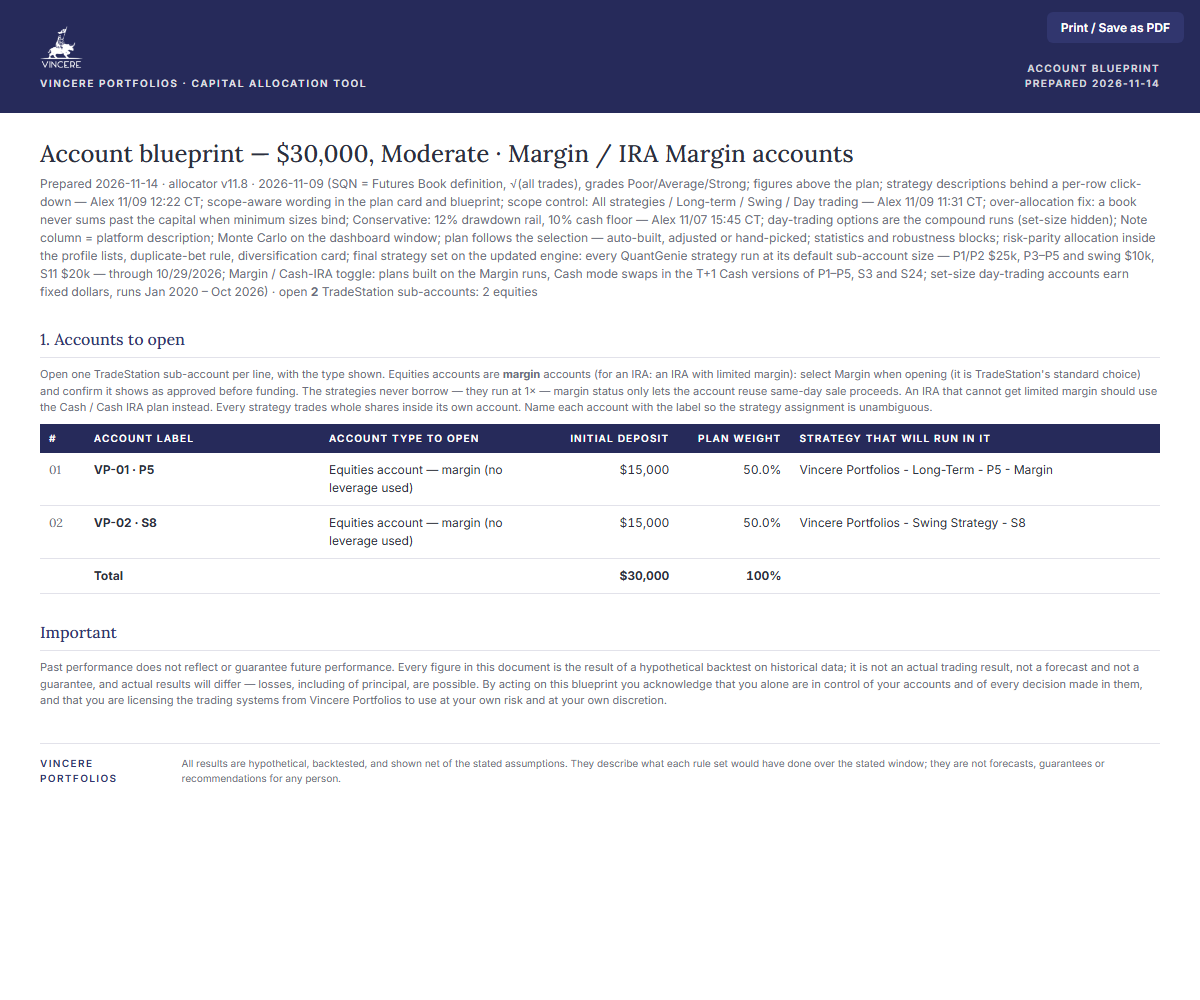 Print / Save as PDF
VINCERE
VINCERE PORTFOLIOS · CAPITAL ALLOCATION TOOL
ACCOUNT BLUEPRINT
PREPARED 2026-11-14
Account blueprint — $30,000, Moderate · Margin / IRA Margin accounts
Prepared 2026-11-14 · allocator v11.8 · 2026-11-09 (SQN = Futures Book definition, √(all trades), grades Poor/Average/Strong; figures above the plan; strategy descriptions behind a per-row click-
down — Alex 11/09 12:22 CT; scope-aware wording in the plan card and blueprint; scope control: All strategies / Long-term / Swing / Day trading — Alex 11/09 11:31 CT; over-allocation fix: a book
never sums past the capital when minimum sizes bind; Conservative: 12% drawdown rail, 10% cash floor — Alex 11/07 15:45 CT; day-trading options are the compound runs (set-size hidden); Note
column = platform description; Monte Carlo on the dashboard window; plan follows the selection — auto-built, adjusted or hand-picked; statistics and robustness blocks; risk-parity allocation inside
the profile lists, duplicate-bet rule, diversification card; final strategy set on the updated engine: every QuantGenie strategy run at its default sub-account size — P1/P2 $25k, P3–P5 and swing $10k,
S11 $20k — through 10/29/2026; Margin / Cash-IRA toggle: plans built on the Margin runs, Cash mode swaps in the T+1 Cash versions of P1–P5, S3 and S24; set-size day-trading accounts earn
fixed dollars, runs Jan 2020 – Oct 2026) · open 2 TradeStation sub-accounts: 2 equities
1. Accounts to open
Open one TradeStation sub-account per line, with the type shown. Equities accounts are margin accounts (for an IRA: an IRA with limited margin): select Margin when opening (it is TradeStation's standard choice)
and confirm it shows as approved before funding. The strategies never borrow — they run at 1× — margin status only lets the account reuse same-day sale proceeds. An IRA that cannot get limited margin should use
the Cash / Cash IRA plan instead. Every strategy trades whole shares inside its own account. Name each account with the label so the strategy assignment is unambiguous.
# ACCOUNT LABEL ACCOUNT TYPE TO OPEN INITIAL DEPOSIT PLAN WEIGHT STRATEGY THAT WILL RUN IN IT
01 VP-01 · P5 Equities account — margin (no $15,000 50.0% Vincere Portfolios - Long-Term - P5 - Margin
leverage used)
02 VP-02 · S8 Equities account — margin (no $15,000 50.0% Vincere Portfolios - Swing Strategy - S8
leverage used)
Total $30,000 100%
Important
Past performance does not reflect or guarantee future performance. Every figure in this document is the result of a hypothetical backtest on historical data; it is not an actual trading result, not a forecast and not a
guarantee, and actual results will differ — losses, including of principal, are possible. By acting on this blueprint you acknowledge that you alone are in control of your accounts and of every decision made in them,
and that you are licensing the trading systems from Vincere Portfolios to use at your own risk and at your own discretion.
VINCERE
PORTFOLIOS
All results are hypothetical, backtested, and shown net of the stated assumptions. They describe what each rule set would have done over the stated window; they are not forecasts, guarantees or
recommendations for any person.